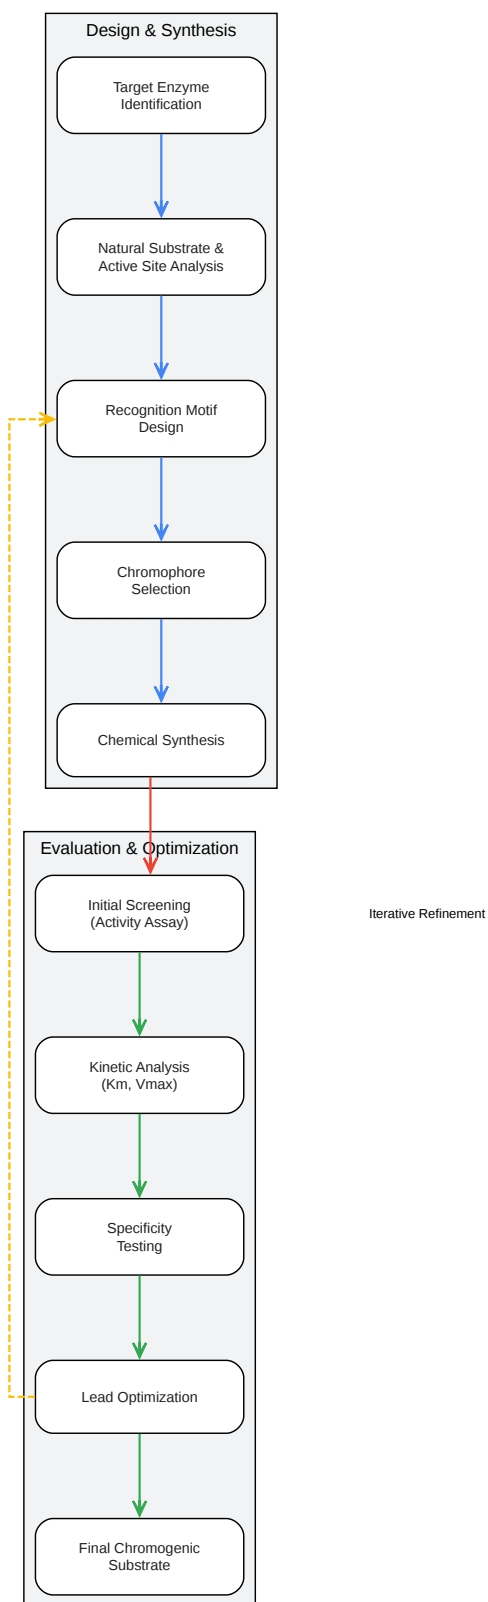 Design & Synthesis
Target Enzyme
Identification
Natural Substrate &
Active Site Analysis
Recognition Motif
Design
Chromophore
Selection
Chemical Synthesis
Evaluation & Optimization
Initial Screening
(Activity Assay)
Iterative Refinement
Kinetic Analysis
(Km, Vmax)
Specificity
Testing
Lead Optimization
Final Chromogenic
Substrate